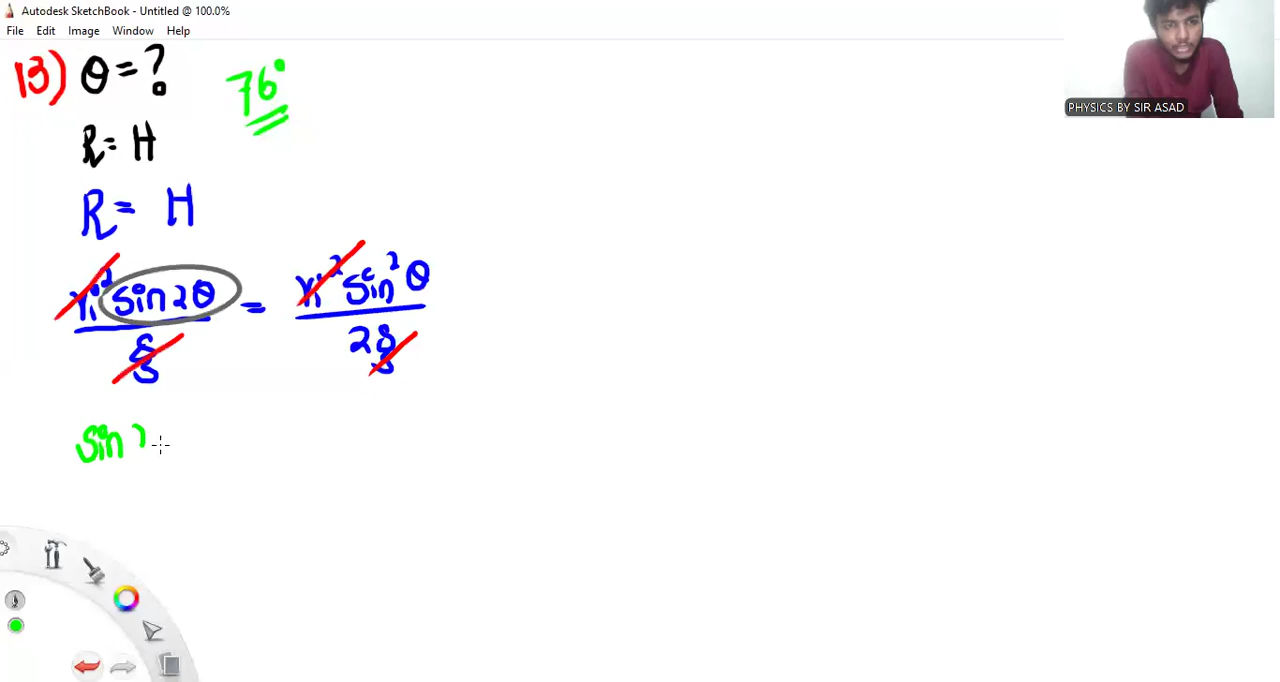 Autodesk SketchBook - Untitled @ 100.0%
File Edit Image Window Help
PHYSICS BY SIR ASAD
13) θ = ? 76°
R = H
R = H
Vi² Sin 2θ / g = Vi² Sin² θ / 2g
Sin 2